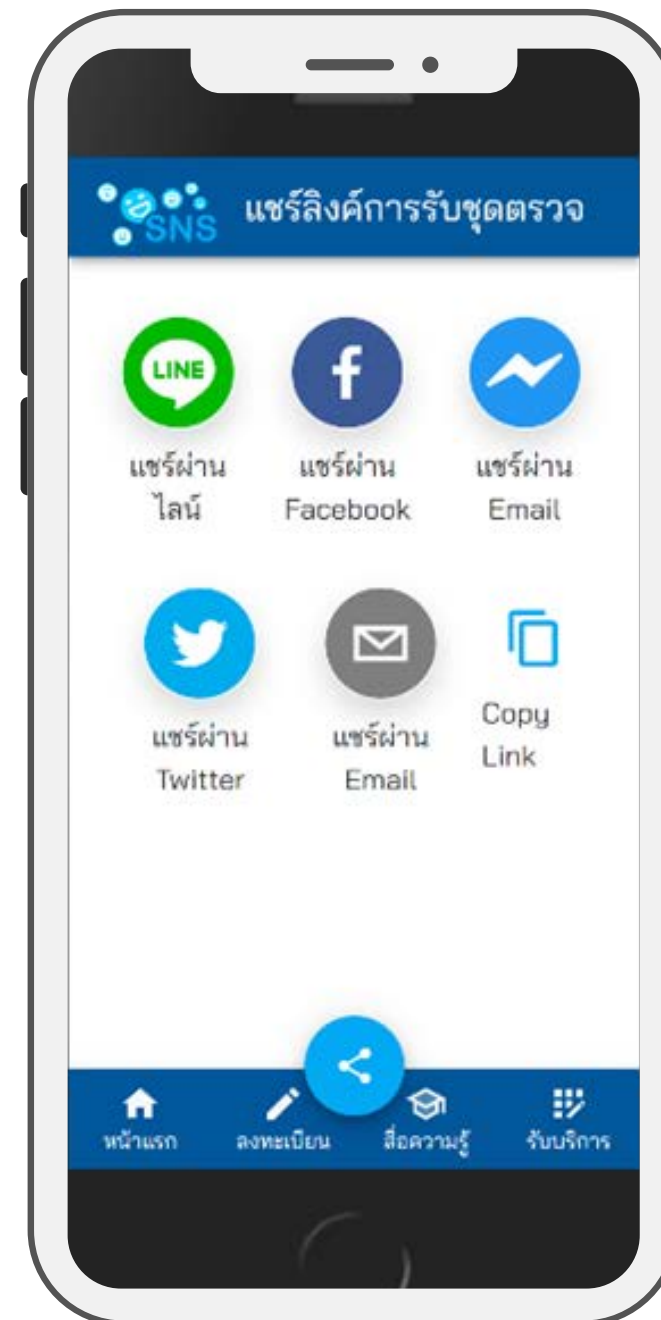 SNS
แชร์ลิงค์การรับชุดตรวจ
LINE
แชร์ผ่าน
ไลน์
แชร์ผ่าน
Facebook
แชร์ผ่าน
Email
แชร์ผ่าน
Twitter
แชร์ผ่าน
Email
Copy
Link
หน้าแรก
ลงทะเบียน
สื่อความรู้
รับบริการ